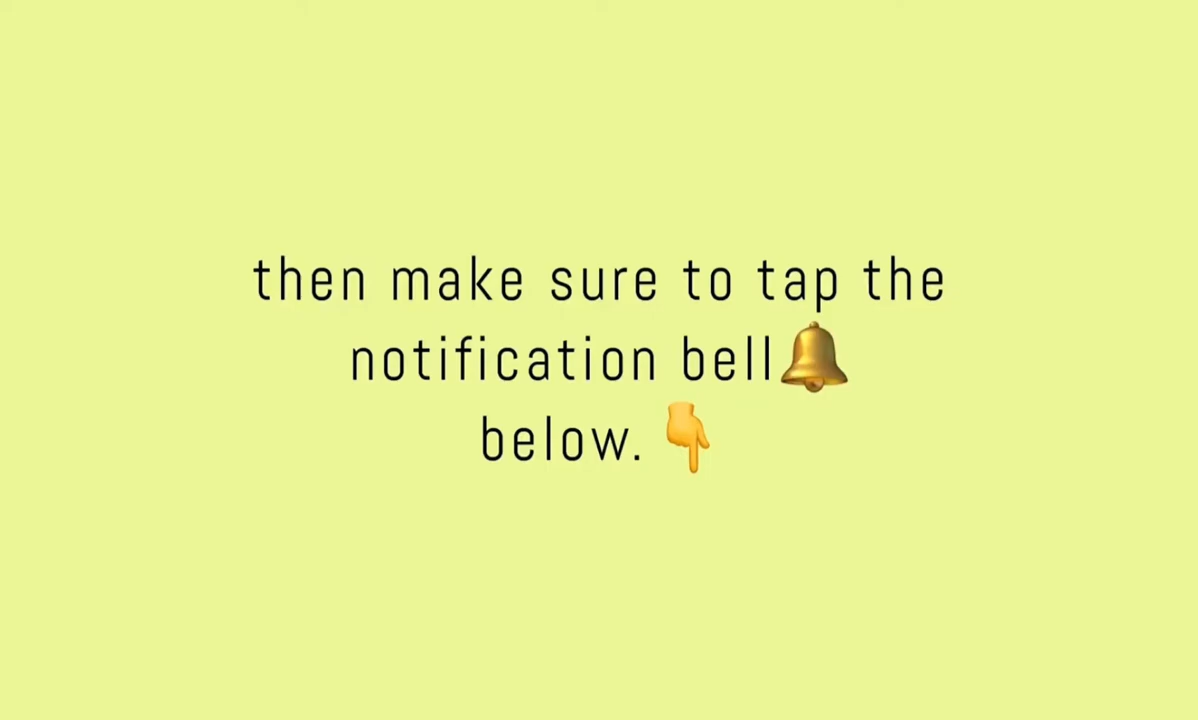 then make sure to tap the
notification bell🔔
below. 👇